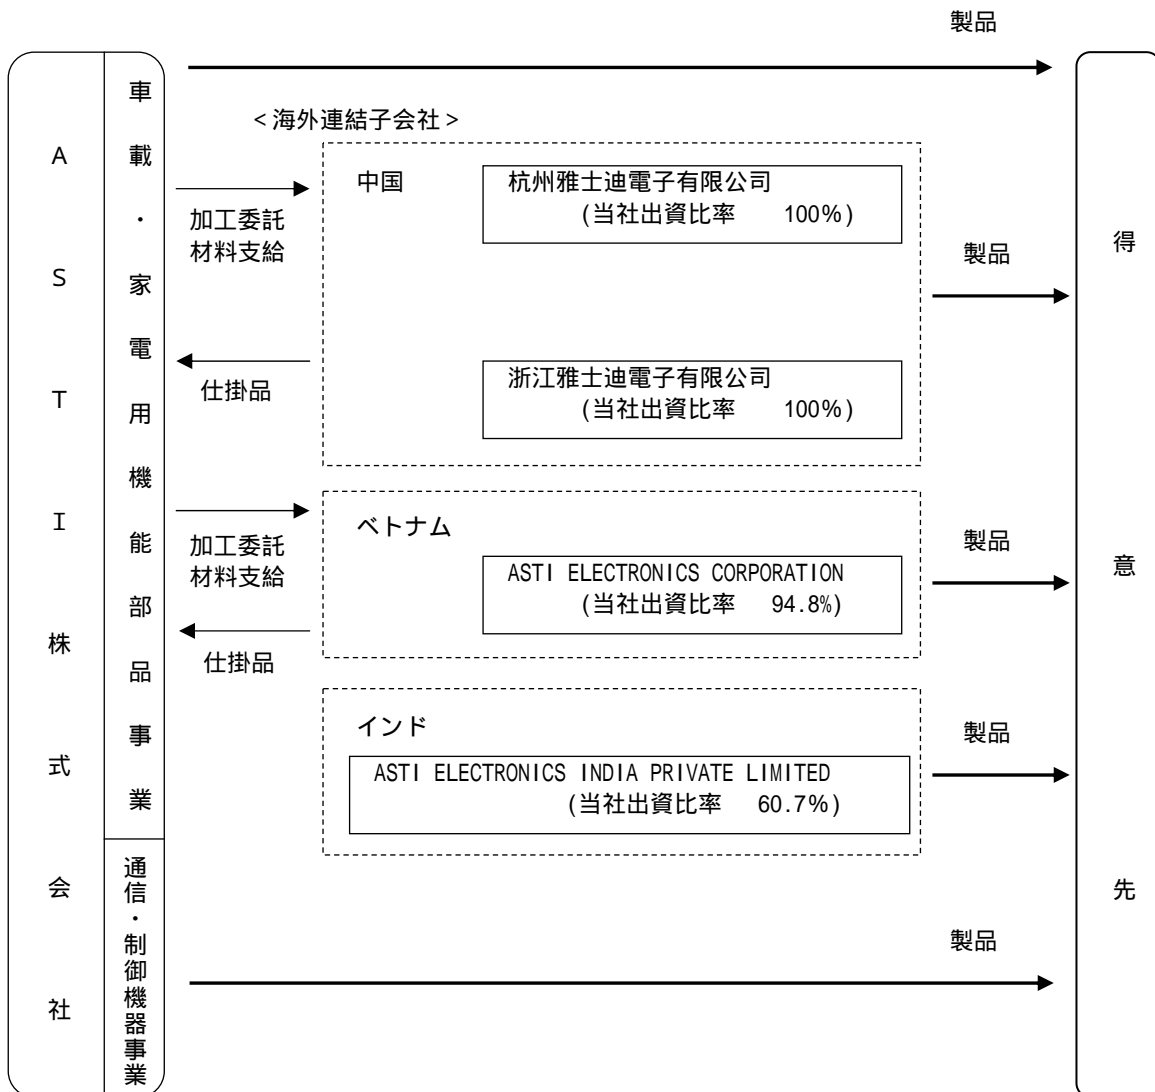 製品
ASTI株式会社
車載・家電用機能部品事業
<海外連結子会社>
加工委託
材料支給
中国
杭州雅士迪電子有限公司
(当社出資比率 100%)
製品
得意先
仕掛品
浙江雅士迪電子有限公司
(当社出資比率 100%)
加工委託
材料支給
ベトナム
ASTI ELECTRONICS CORPORATION
(当社出資比率 94.8%)
製品
仕掛品
インド
ASTI ELECTRONICS INDIA PRIVATE LIMITED
(当社出資比率 60.7%)
製品
通信・制御機器事業
製品